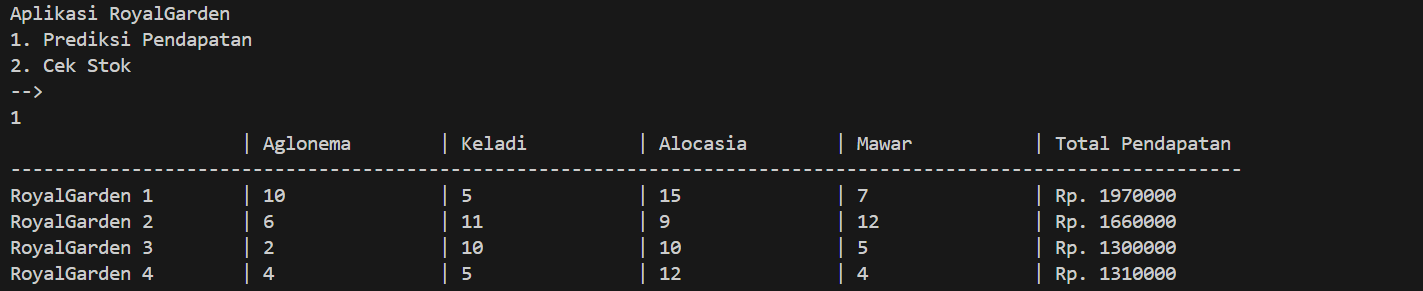 Aplikasi RoyalGarden
1. Prediksi Pendapatan
2. Cek Stok
-->
1
                     | Aglonema        | Keladi          | Alocasia        | Mawar           | Total Pendapatan
----------------------------------------------------------------------------------------------------------------
RoyalGarden 1        | 10              | 5               | 15              | 7               | Rp. 1970000
RoyalGarden 2        | 6               | 11              | 9               | 12              | Rp. 1660000
RoyalGarden 3        | 2               | 10              | 10              | 5               | Rp. 1300000
RoyalGarden 4        | 4               | 5               | 12              | 4               | Rp. 1310000